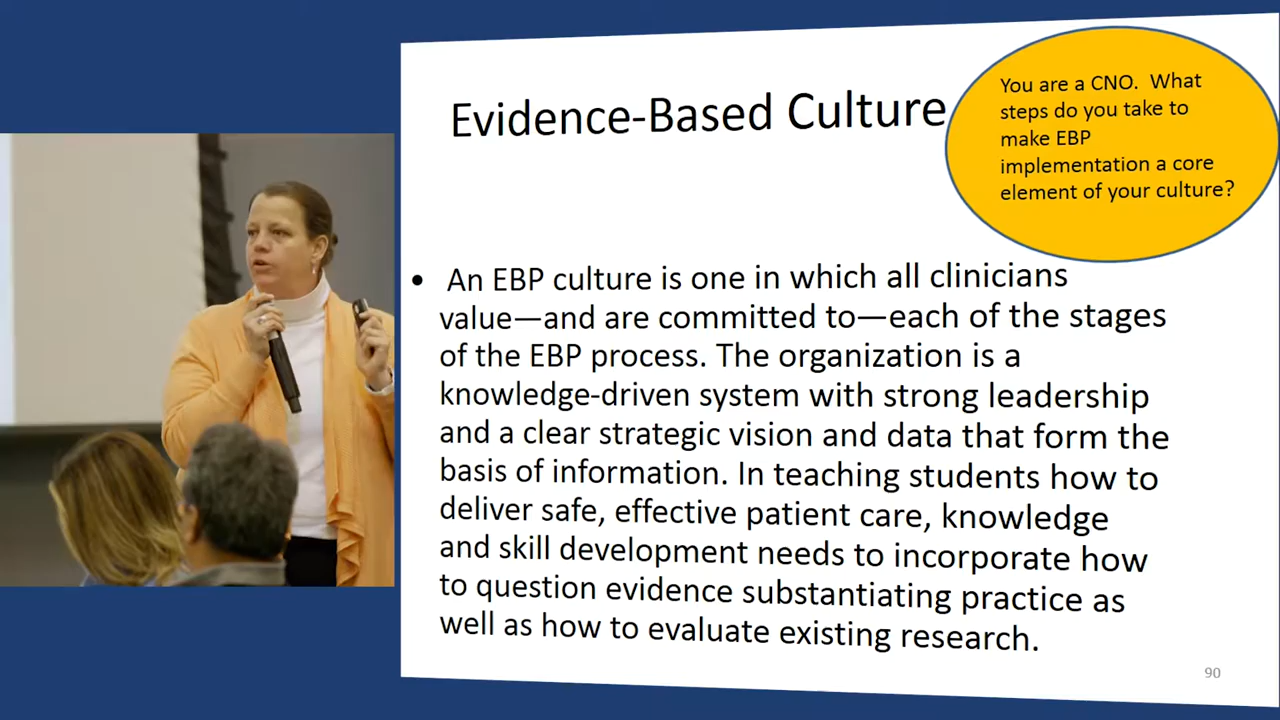 Evidence-Based Culture
You are a CNO. What
steps do you take to
make EBP
implementation a core
element of your culture?
• An EBP culture is one in which all clinicians
value—and are committed to—each of the stages
of the EBP process. The organization is a
knowledge-driven system with strong leadership
and a clear strategic vision and data that form the
basis of information. In teaching students how to
deliver safe, effective patient care, knowledge
and skill development needs to incorporate how
to question evidence substantiating practice as
well as how to evaluate existing research.
90